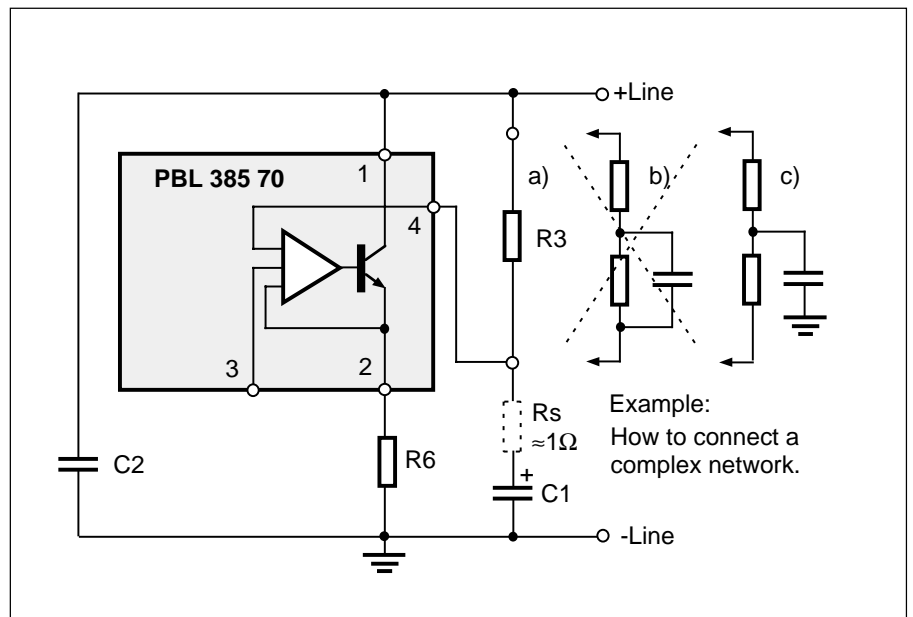 +Line
PBL 385 70
1
a)
b)
c)
4
R3
3
2
Rs
≈1Ω
Example:
How to connect a
complex network.
C2
R6
+
C1
-Line